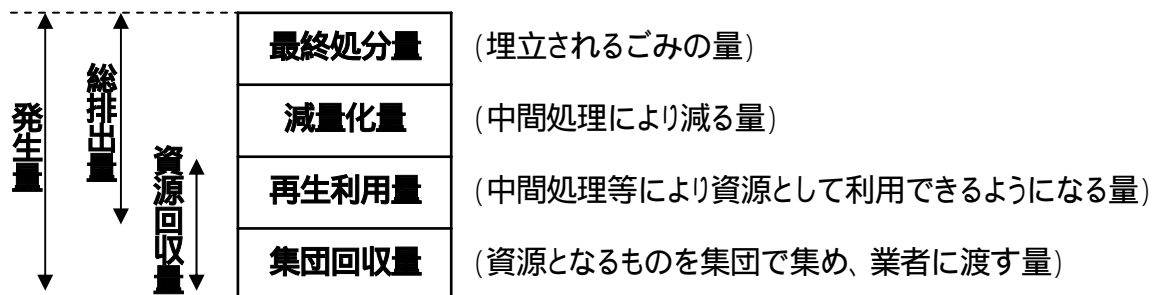 発生量
総排出量
資源回収量
最終処分量 (埋立されるごみの量)
減量化量 (中間処理により減る量)
再生利用量 (中間処理等により資源として利用できるようになる量)
集団回収量 (資源となるものを集団で集め、業者に渡す量)